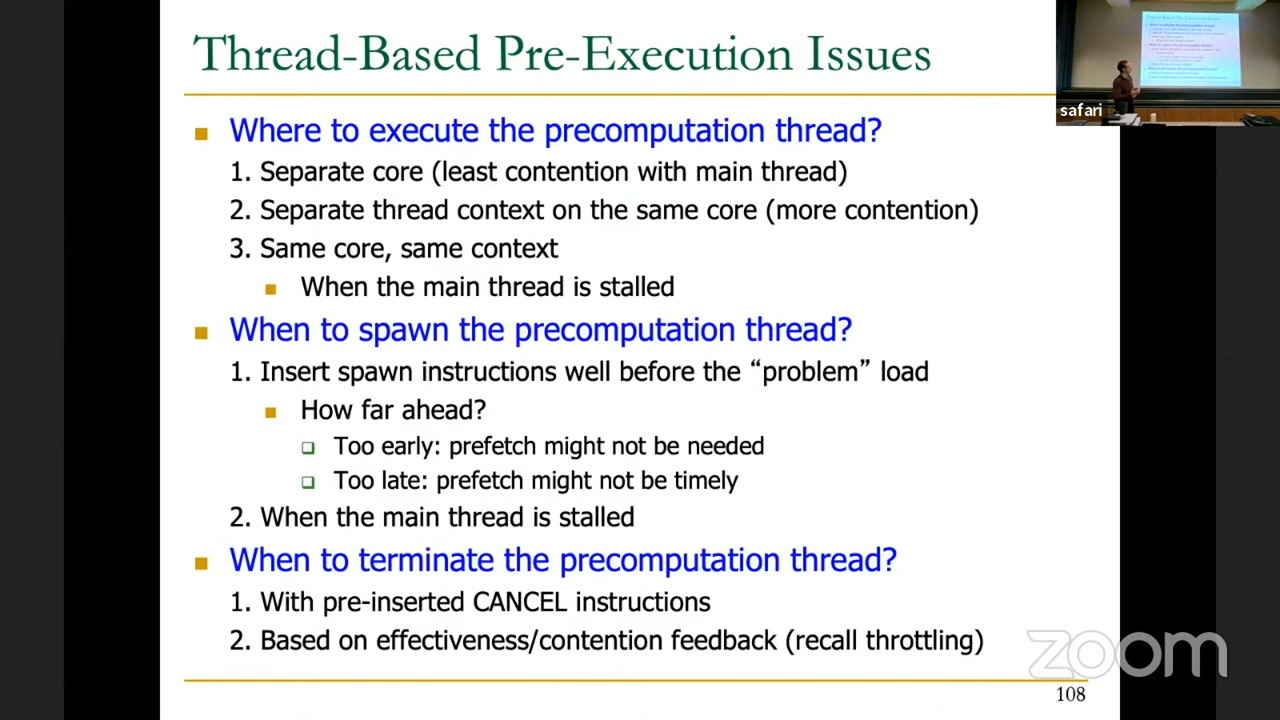 Thread-Based Pre-Execution Issues
safari
Where to execute the precomputation thread?
1. Separate core (least contention with main thread)
2. Separate thread context on the same core (more contention)
3. Same core, same context
When the main thread is stalled
When to spawn the precomputation thread?
1. Insert spawn instructions well before the “problem” load
How far ahead?
Too early: prefetch might not be needed
Too late: prefetch might not be timely
2. When the main thread is stalled
When to terminate the precomputation thread?
1. With pre-inserted CANCEL instructions
2. Based on effectiveness/contention feedback (recall throttling)
zoom
108